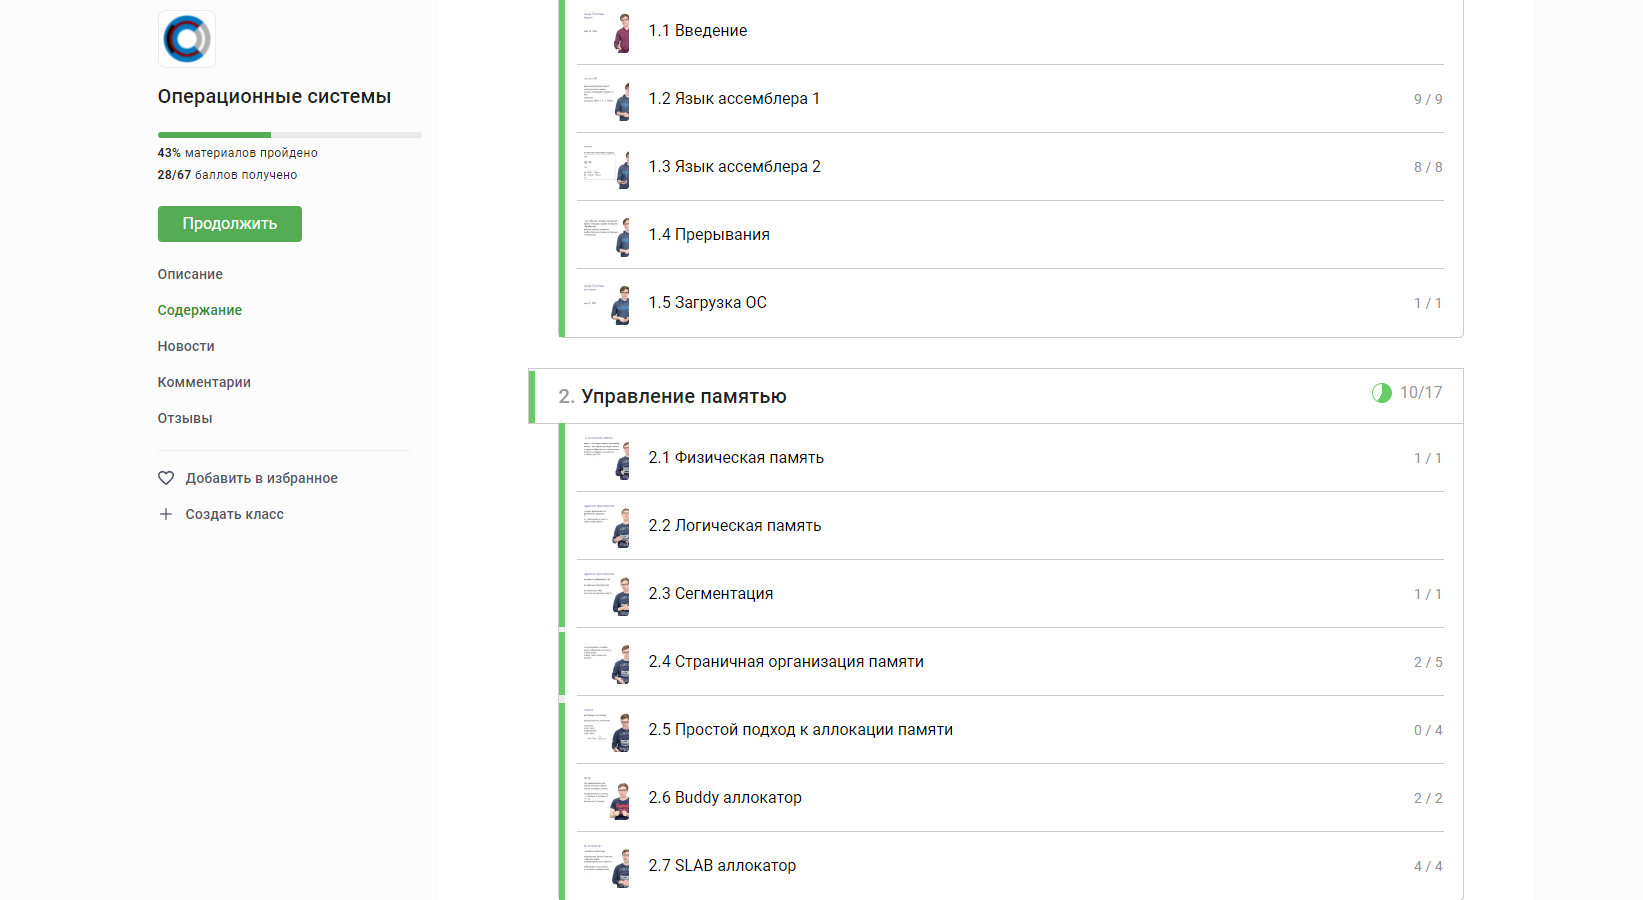 Операционные системы
43% материалов пройдено
28/67 баллов получено
Продолжить
Описание
Содержание
Новости
Комментарии
Отзывы
Добавить в избранное
Создать класс
1.1 Введение
1.2 Язык ассемблера 1 9 / 9
1.3 Язык ассемблера 2 8 / 8
1.4 Прерывания
1.5 Загрузка ОС 1 / 1
2. Управление памятью 10/17
2.1 Физическая память 1 / 1
2.2 Логическая память
2.3 Сегментация 1 / 1
2.4 Страничная организация памяти 2 / 5
2.5 Простой подход к аллокации памяти 0 / 4
2.6 Buddy аллокатор 2 / 2
2.7 SLAB аллокатор 4 / 4